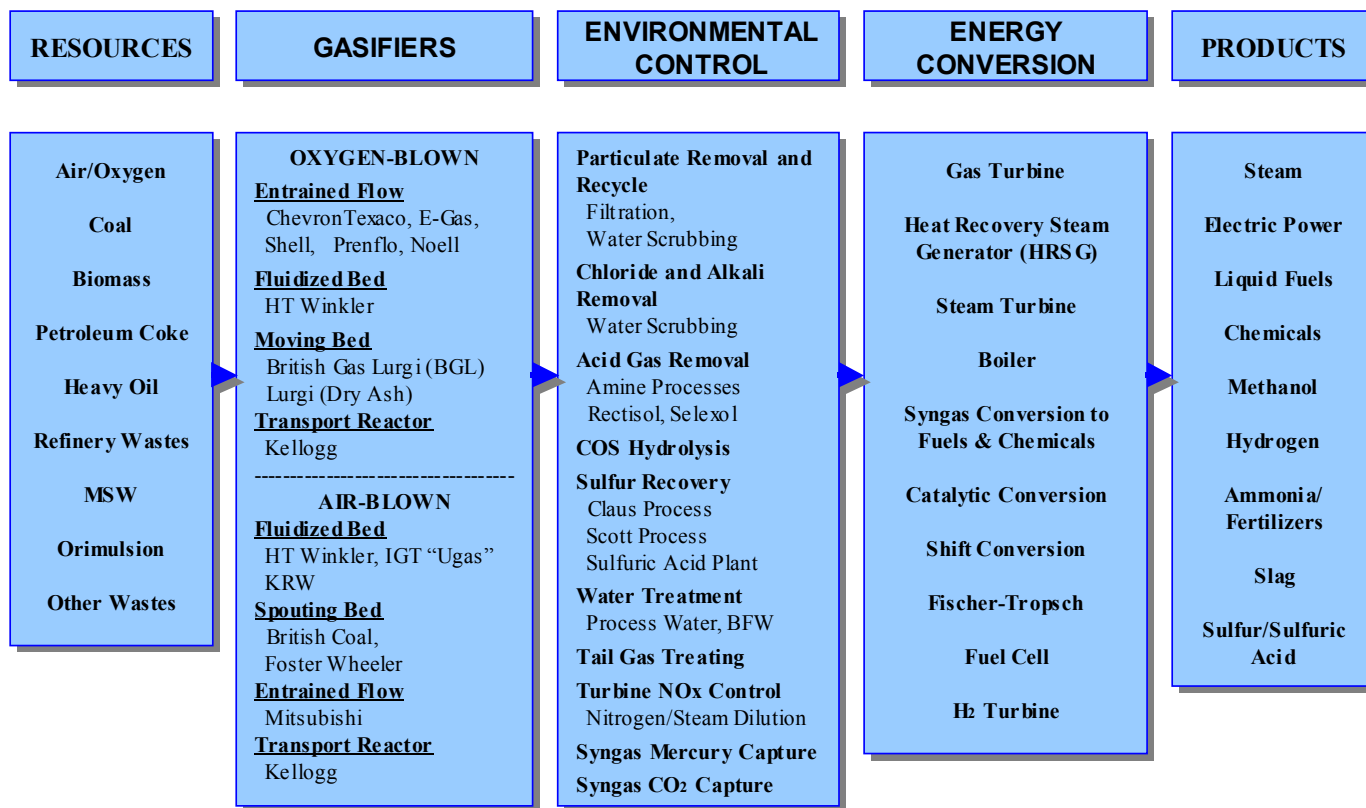 RESOURCES
GASIFIERS
ENVIRONMENTAL
CONTROL
ENERGY
CONVERSION
PRODUCTS
Air/Oxygen
Coal
Biomass
Petroleum Coke
Heavy Oil
Refinery Wastes
MSW
Orimulsion
Other Wastes
OXYGEN-BLOWN
Entrained Flow
ChevronTexaco, E-Gas,
Shell, Prenflo, Noell
Fluidized Bed
HT Winkler
Moving Bed
British Gas Lurgi (BGL)
Lurgi (Dry Ash)
Transport Reactor
Kellogg
------------------------------------
AIR-BLOWN
Fluidized Bed
HT Winkler, IGT “Ugas”
KRW
Spouting Bed
British Coal,
Foster Wheeler
Entrained Flow
Mitsubishi
Transport Reactor
Kellogg
Particulate Removal and
Recycle
Filtration,
Water Scrubbing
Chloride and Alkali
Removal
Water Scrubbing
Acid Gas Removal
Amine Processes
Rectisol, Selexol
COS Hydrolysis
Sulfur Recovery
Claus Process
Scott Process
Sulfuric Acid Plant
Water Treatment
Process Water, BFW
Tail Gas Treating
Turbine NOx Control
Nitrogen/Steam Dilution
Syngas Mercury Capture
Syngas CO2 Capture
Gas Turbine
Heat Recovery Steam
Generator (HRSG)
Steam Turbine
Boiler
Syngas Conversion to
Fuels & Chemicals
Catalytic Conversion
Shift Conversion
Fischer-Tropsch
Fuel Cell
H2 Turbine
Steam
Electric Power
Liquid Fuels
Chemicals
Methanol
Hydrogen
Ammonia/
Fertilizers
Slag
Sulfur/Sulfuric
Acid